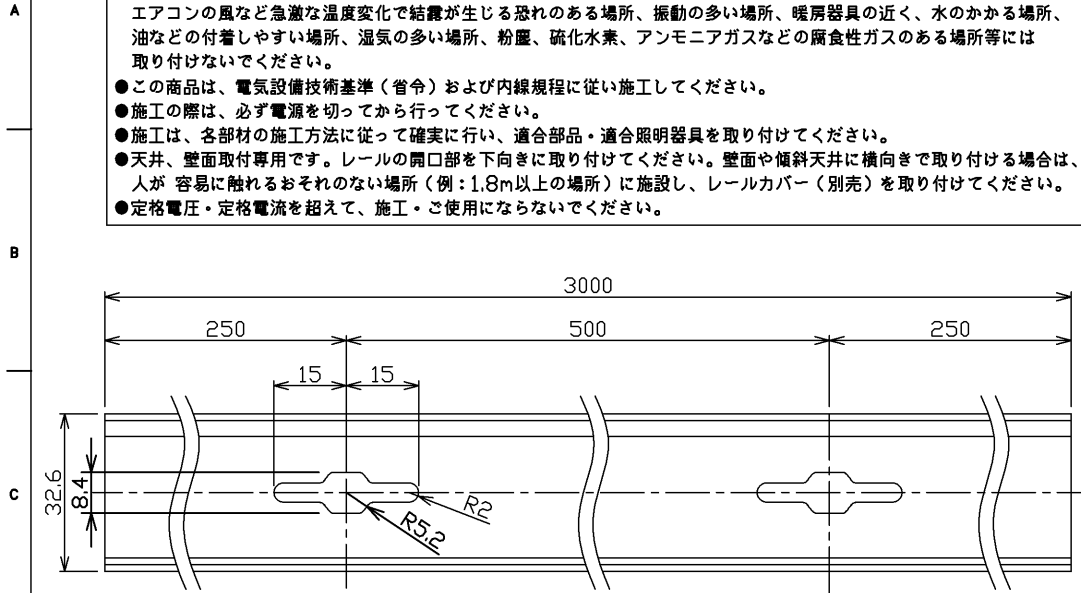 A
エアコンの風など急激な温度変化で結露が生じる恐れのある場所、振動の多い場所、暖房器具の近く、水のかかる場所、
油などの付着しやすい場所、湿気の多い場所、粉塵、硫化水素、アンモニアガスなどの腐食性ガスのある場所等には
取り付けないでください。
●この商品は、電気設備技術基準（省令）および内線規程に従い施工してください。
●施工の際は、必ず電源を切ってから行ってください。
●施工は、各部材の施工方法に従って確実に行い、適合部品・適合照明器具を取り付けてください。
●天井、壁面取付専用です。レールの開口部を下向きに取り付けてください。壁面や傾斜天井に横向きで取り付ける場合は、
人が 容易に触れるおそれのない場所（例：1.8m以上の場所）に施設し、レールカバー（別売）を取り付けてください。
●定格電圧・定格電流を超えて、施工・ご使用にならないでください。
B
3000
250 500 250
15 15
32.6
8.4
C
R2
R5.2